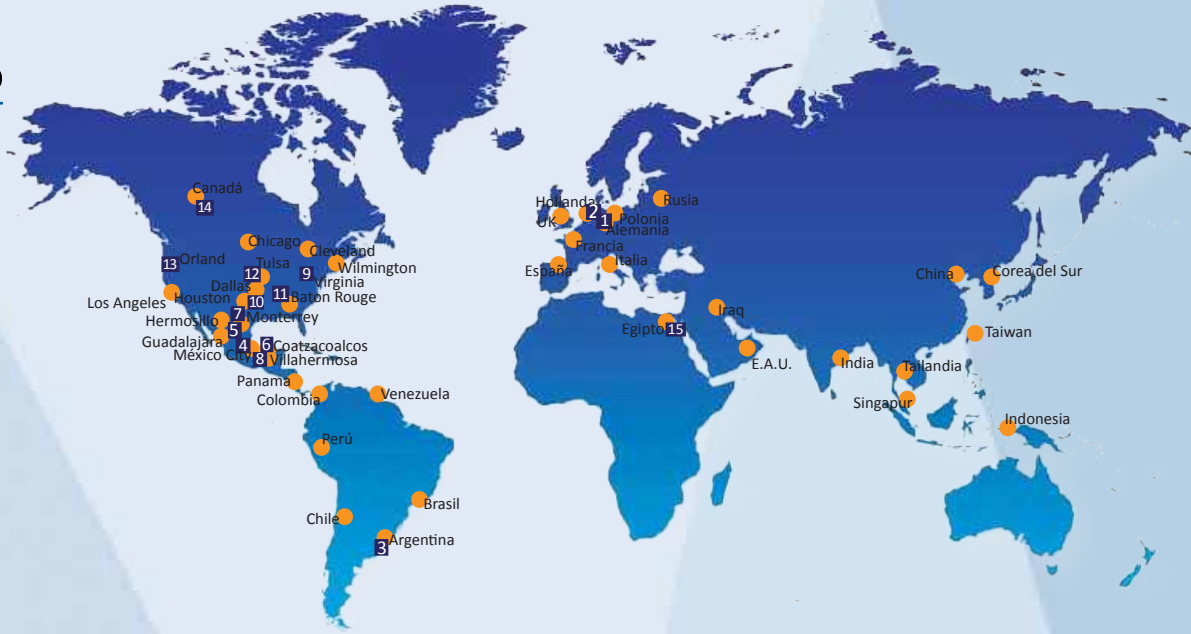 Canadá
14
Chicago
Cleveland
Wilmington
13
Orland
12
Tulsa
9
Virginia
Dallas
11
Baton Rouge
Los Angeles
Houston
10
7
Monterrey
Hermosillo
5
Guadalajara
4
6
Coatzacoalcos
México City
8
Villahermosa
Panama
Colombia
Venezuela
Perú
Brasil
Chile
Argentina
3
Hollanda
2
1
UK
Polonia
Alemania
Rusia
Francia
Italia
España
Egipto
15
Iraq
E.A.U.
India
China
Corea del Sur
Taiwan
Tailandia
Singapur
Indonesia